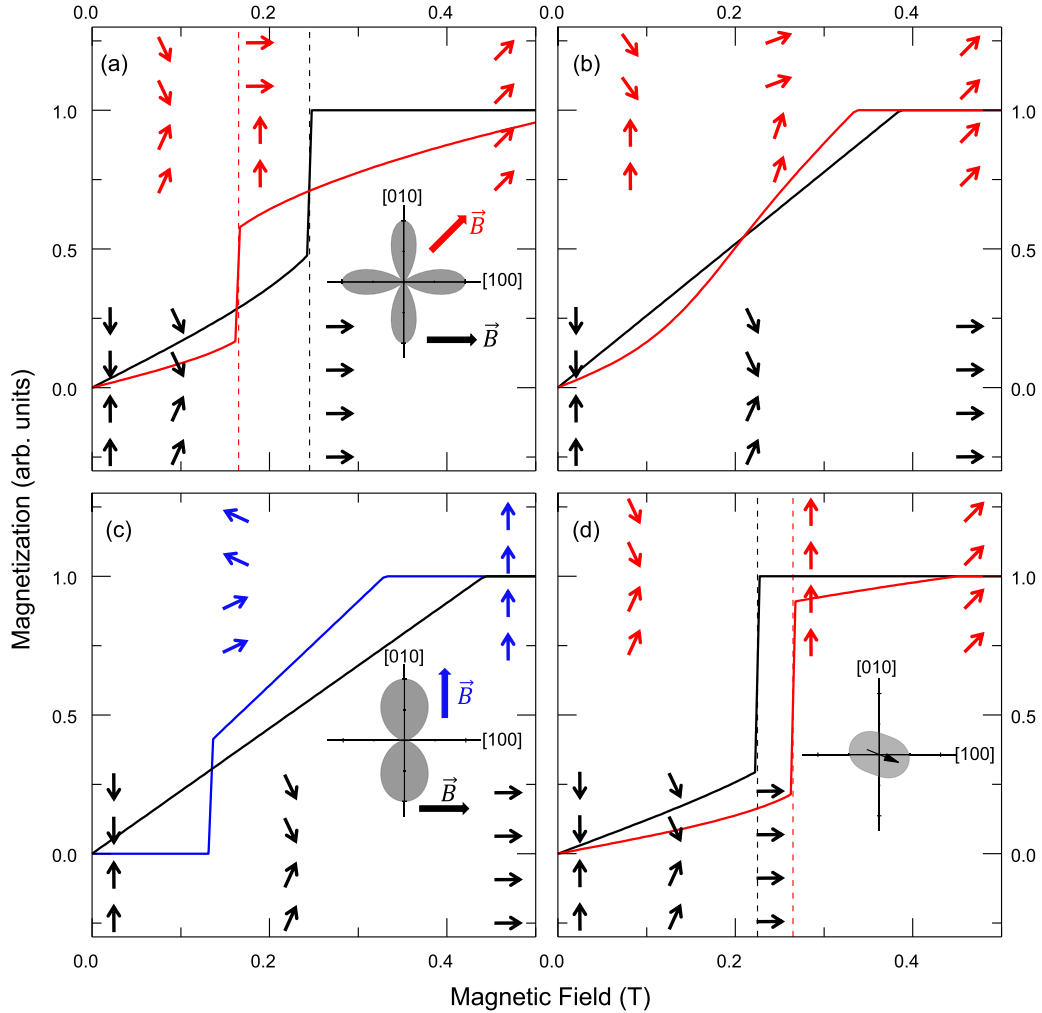 0.0 0.2 0.4 0.0 0.2 0.4
(a) (b)
1.0 1.0
[010]
B
[100]
0.5 0.5
B
0.0 0.0
Magnetization (arb. units)
(c) (d)
1.0 1.0
[010] [010]
B
[100] [100]
0.5 0.5
B
0.0 0.0
0.0 0.2 0.4 0.0 0.2 0.4
Magnetic Field (T)